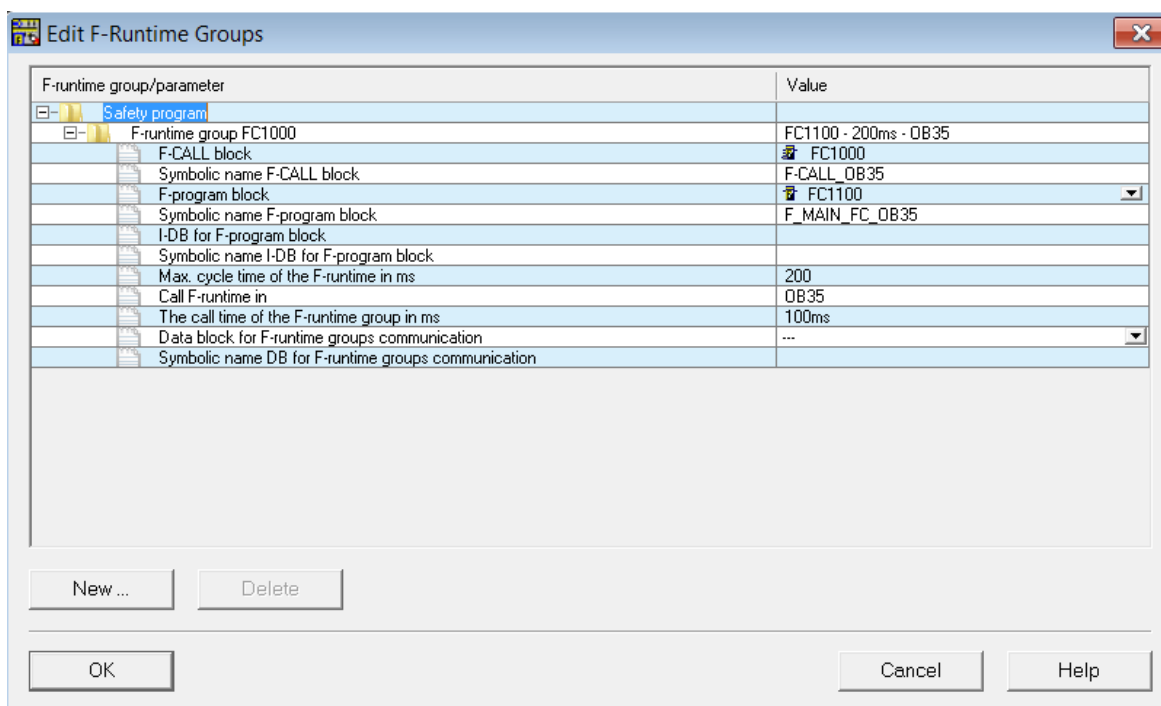 Edit F-Runtime Groups
F-runtime group/parameter Value
Safety program
F-runtime group FC1000 FC1100 - 200ms - OB35
F-CALL block FC1000
Symbolic name F-CALL block F-CALL_OB35
F-program block FC1100
Symbolic name F-program block F_MAIN_FC_OB35
I-DB for F-program block
Symbolic name I-DB for F-program block
Max. cycle time of the F-runtime in ms 200
Call F-runtime in OB35
The call time of the F-runtime group in ms 100ms
Data block for F-runtime groups communication ---
Symbolic name DB for F-runtime groups communication
New ... Delete
OK Cancel Help